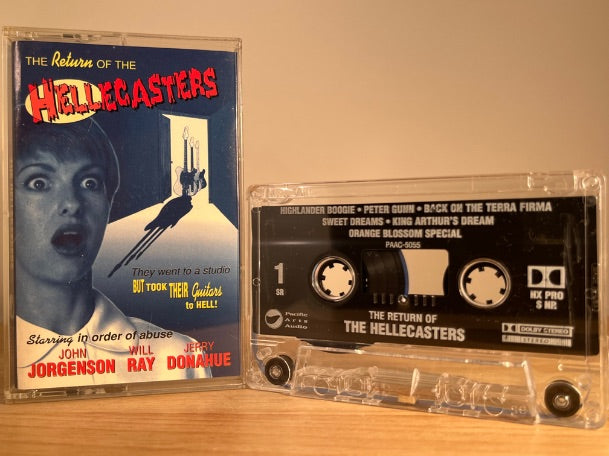 THE Return OF THE
HELLECASTERS
They went to a studio
BUT TOOK THEIR Guitars
to HELL!
Starring in order of abuse
JOHN JORGENSON
WILL RAY
JERRY DONAHUE
HIGHLANDER BOOGIE • PETER GUNN • BACK ON THE TERRA FIRMA
SWEET DREAMS • KING ARTHUR'S DREAM
ORANGE BLOSSOM SPECIAL
PAAC-5055
1
SR
HX PRO
S NR
Pacific
Arts
Audio
THE RETURN OF
THE HELLECASTERS
DOLBY STEREO
STEREO